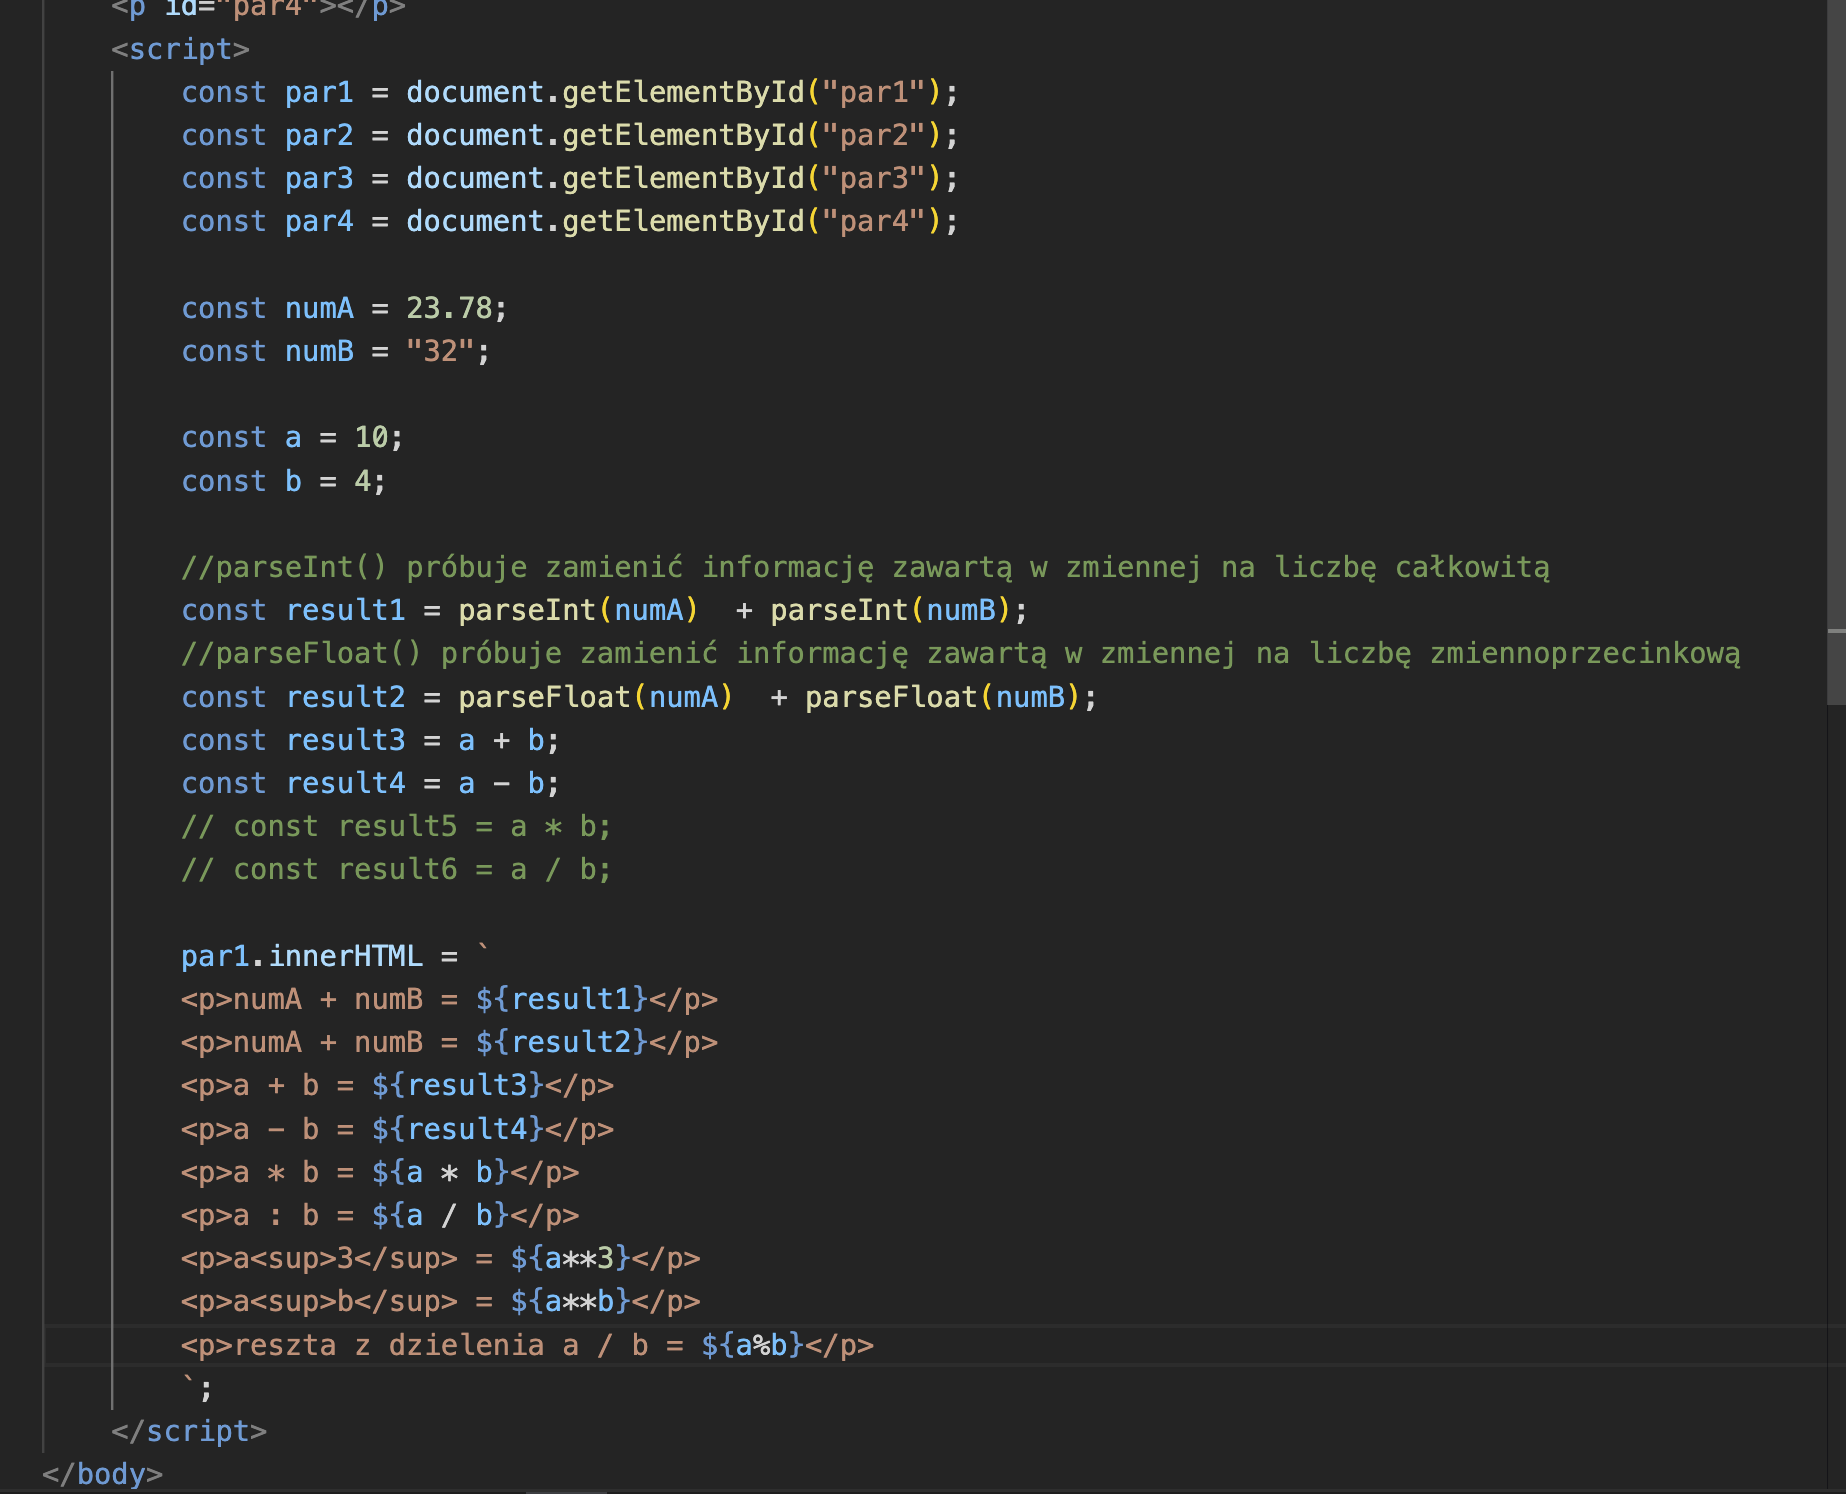 <p id="par4"></p>
<script>
const par1 = document.getElementById("par1");
const par2 = document.getElementById("par2");
const par3 = document.getElementById("par3");
const par4 = document.getElementById("par4");
const numA = 23.78;
const numB = "32";
const a = 10;
const b = 4;
//parseInt() próbuje zamienić informację zawartą w zmiennej na liczbę całkowitą
const result1 = parseInt(numA)  + parseInt(numB);
//parseFloat() próbuje zamienić informację zawartą w zmiennej na liczbę zmiennoprzecinkową
const result2 = parseFloat(numA)  + parseFloat(numB);
const result3 = a + b;
const result4 = a - b;
// const result5 = a * b;
// const result6 = a / b;
par1.innerHTML = `
<p>numA + numB = ${result1}</p>
<p>numA + numB = ${result2}</p>
<p>a + b = ${result3}</p>
<p>a - b = ${result4}</p>
<p>a * b = ${a * b}</p>
<p>a : b = ${a / b}</p>
<p>a<sup>3</sup> = ${a**3}</p>
<p>a<sup>b</sup> = ${a**b}</p>
<p>reszta z dzielenia a / b = ${a%b}</p>
`;
</script>
</body>